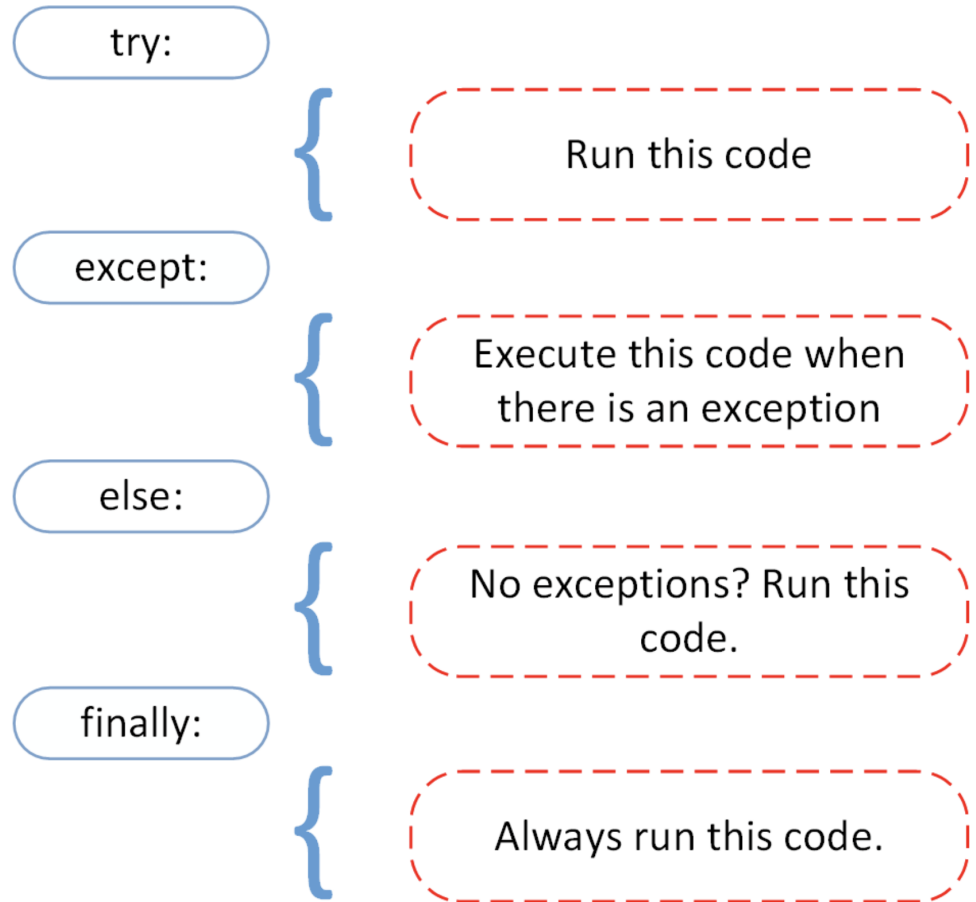 try:
Run this code
except:
Execute this code when
there is an exception
else:
No exceptions? Run this
code.
finally:
Always run this code.